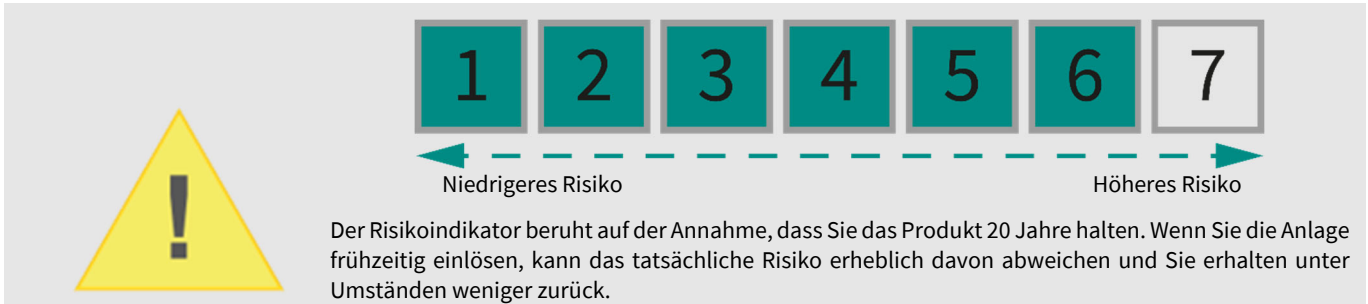 1 2 3 4 5 6 7
Niedrigeres Risiko Höheres Risiko
!
Der Risikoindikator beruht auf der Annahme, dass Sie das Produkt 20 Jahre halten. Wenn Sie die Anlage
frühzeitig einlösen, kann das tatsächliche Risiko erheblich davon abweichen und Sie erhalten unter
Umständen weniger zurück.